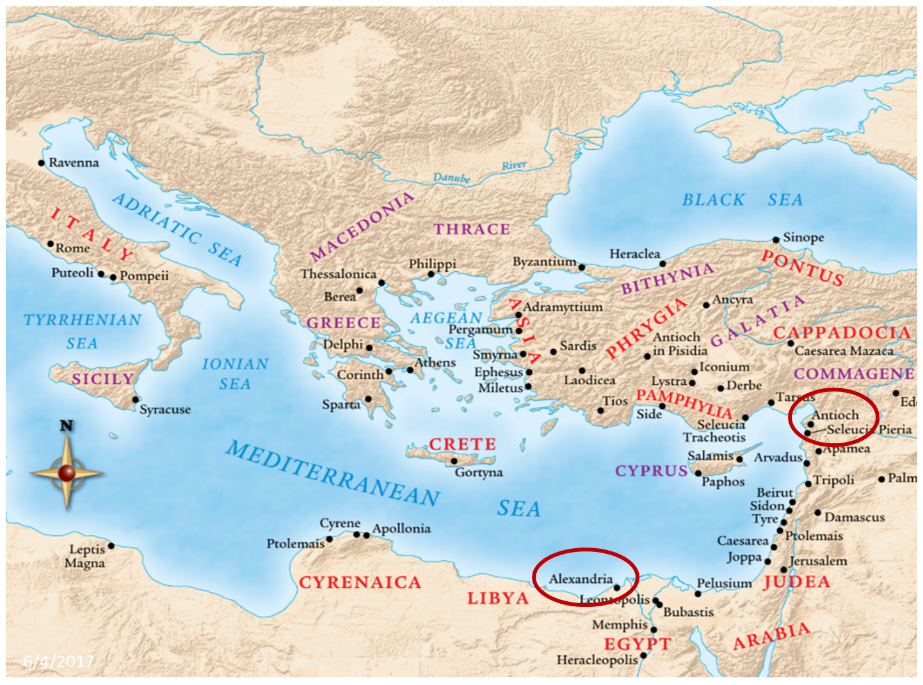 Ravenna
Danube
River
ADRIATIC SEA
BLACK SEA
ITALY
MACEDONIA
THRACE
Rome
Sinope
Puteoli
Pompeii
Thessalonica
Philippi
Byzantium
Heraclea
BITHYNIA
PONTUS
Berea
TYRRHENIAN
SEA
GREECE
AEGEAN
SEA
ASIA
Adramyttium
Pergamum
PHRYGIA
Ancyra
GALATIA
CAPPADOCIA
Delphi
Smyrna
Sardis
Antioch
in Pisidia
Caesarea Mazaca
IONIAN
SEA
Corinth
Athens
Ephesus
Laodicea
Iconium
COMMAGENE
SICILY
Sparta
Miletus
Lystra
Derbe
Syracuse
Tios
PAMPHYLIA
Side
Tarsus
Ede
Seleucia
Tracheotis
Antioch
Seleucia Pieria
N
CRETE
Gortyna
MEDITERRANEAN
SEA
CYPRUS
Salamis
Paphos
Arvadus
Apamea
Tripoli
Palm
Beirut
Sidon
Tyre
Damascus
Ptolemais
Cyrene
Apollonia
Ptolemais
Caesarea
Joppa
Jerusalem
Leptis
Magna
CYRENAICA
LIBYA
Alexandria
Leontopolis
Pelusium
JUDEA
Bubastis
Memphis
EGYPT
ARABIA
Heracleopolis
6/4/2017